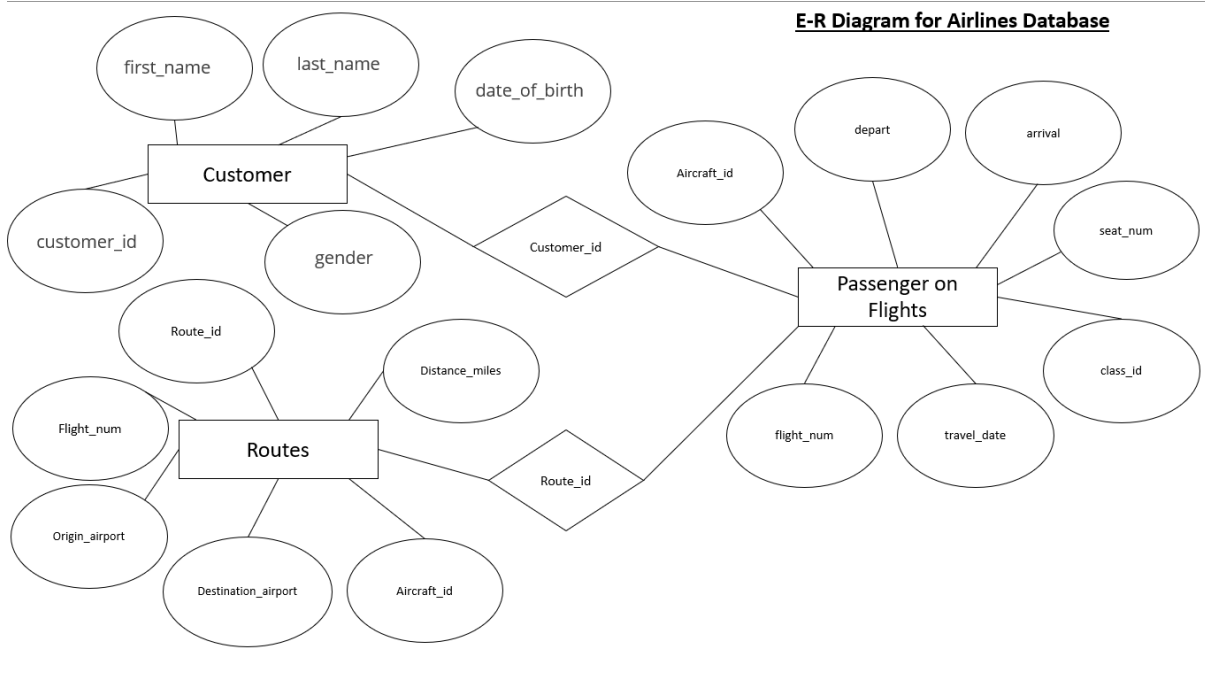 E-R Diagram for Airlines Database
first_name
last_name
date_of_birth
Customer
customer_id
gender
Customer_id
Aircraft_id
depart
arrival
seat_num
Passenger on
Flights
class_id
flight_num
travel_date
Route_id
Distance_miles
Flight_num
Routes
Route_id
Origin_airport
Destination_airport
Aircraft_id